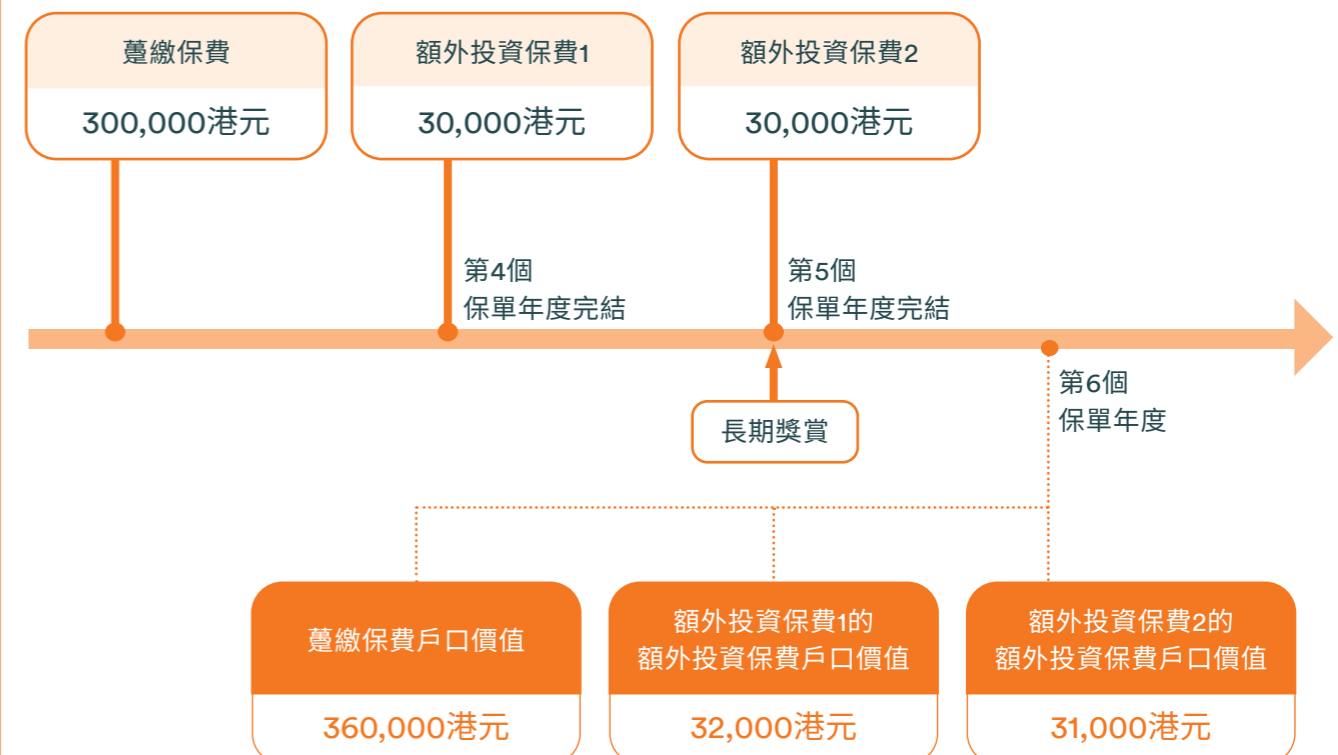 躉繳保費
300,000港元
額外投資保費1
30,000港元
額外投資保費2
30,000港元
第4個
保單年度完結
第5個
保單年度完結
長期獎賞
第6個
保單年度
躉繳保費戶口價值
360,000港元
額外投資保費1的
額外投資保費戶口價值
32,000港元
額外投資保費2的
額外投資保費戶口價值
31,000港元